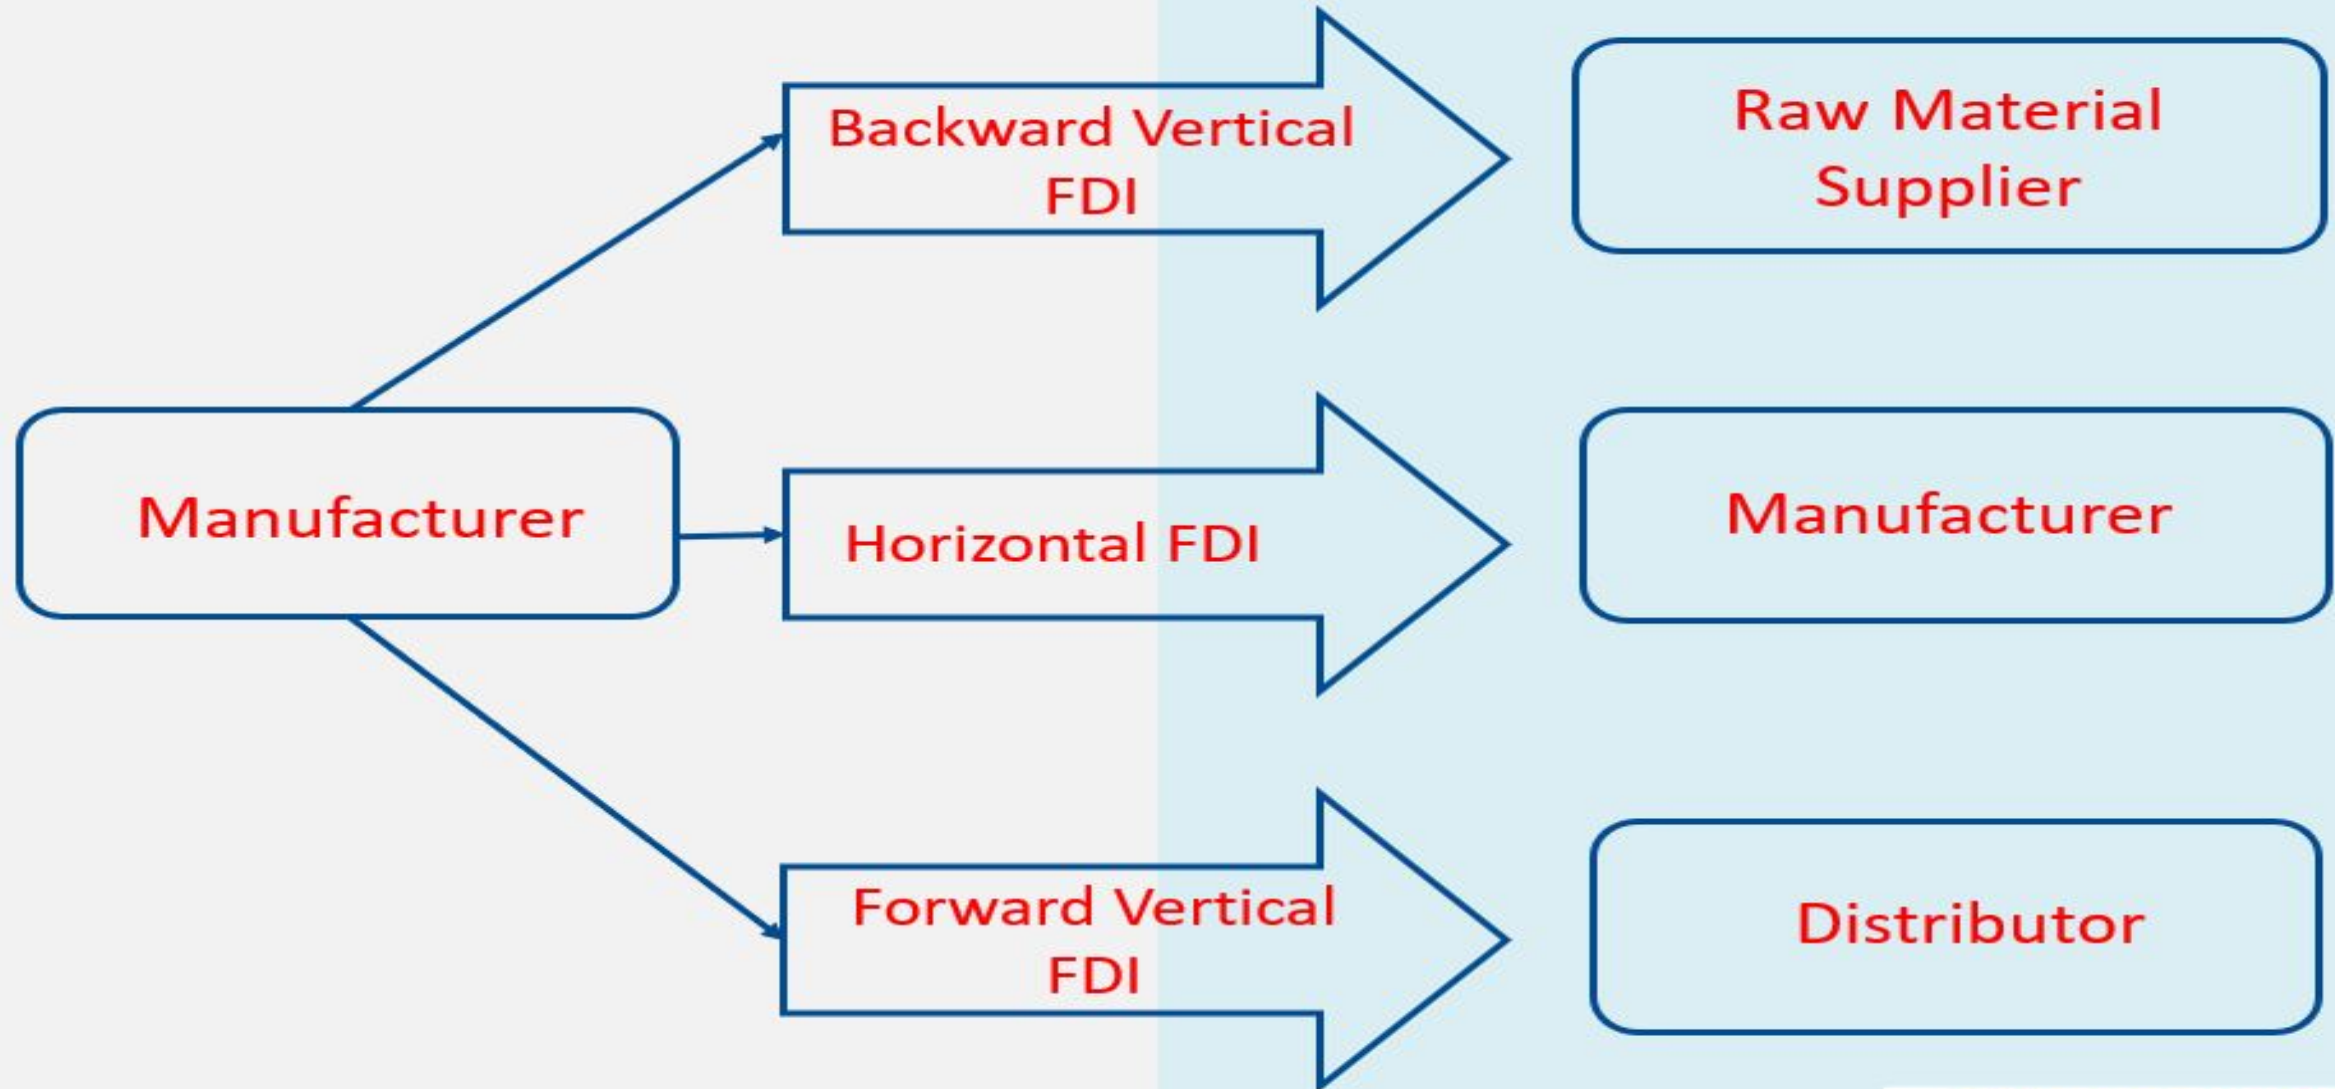 Backward Vertical
FDI
Raw Material
Supplier
Manufacturer
Horizontal FDI
Manufacturer
Forward Vertical
FDI
Distributor